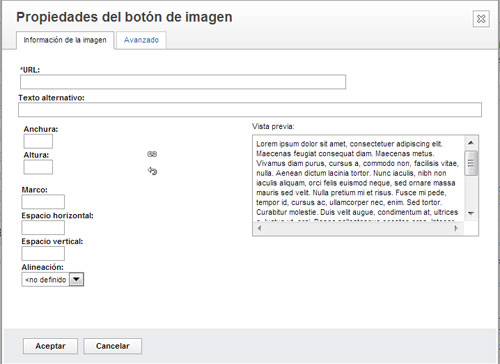 Propiedades del botón de imagen
Información de la imagen
Avanzado
*URL:
Texto alternativo:
Anchura:
Altura:
Marco:
Espacio horizontal:
Espacio vertical:
Alineación:
<no definido
Vista previa:
Lorem ipsum dolor sit amet, consectetuer adipiscing elit.
Maecenas feugiat consequat diam. Maecenas metus.
Vivamus diam purus, cursus a, commodo non, facilisis vitae,
nulla. Aenean dictum lacinia tortor. Nunc iaculis, nibh non
iaculis aliquam, orci felis euismod neque, sed ornare massa
mauris sed velit. Nulla pretium mi et risus. Fusce mi pede,
tempor id, cursus ac, ullamcorper nec, enim. Sed tortor.
Curabitur molestie. Duis velit augue, condimentum at, ultrices
Aceptar
Cancelar